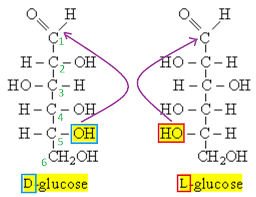 O H O H
C 1 C
H 2 OH HO H
HO 3 H H OH
H 4 OH HO H
H 5 OH HO H
6 CH₂OH CH₂OH
D-glucose L-glucose